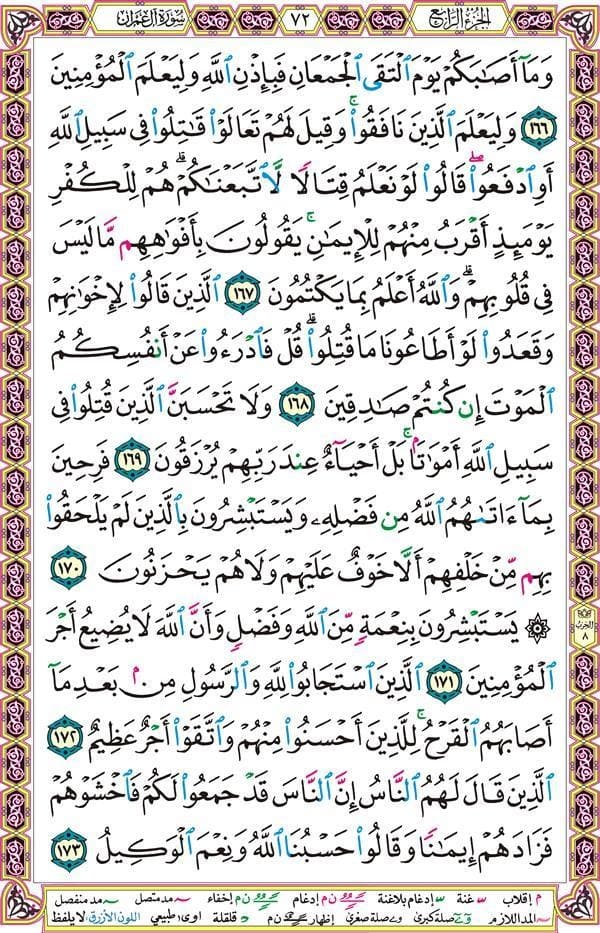 الجزء الرابع ٧٢ سورة آل عمران
وَمَآ أَصَٰبَكُمْ يَوْمَ ٱلْتَقَى ٱلْجَمْعَانِ فَبِإِذْنِ ٱللَّهِ وَلِيَعْلَمَ ٱلْمُؤْمِنِينَ
١٦٦ وَلِيَعْلَمَ ٱلَّذِينَ نَافَقُوا۟ ۚ وَقِيلَ لَهُمْ تَعَالَوْا۟ قَٰتِلُوا۟ فِى سَبِيلِ ٱللَّهِ
أَوِ ٱدْفَعُوا۟ ۖ قَالُوا۟ لَوْ نَعْلَمُ قِتَالًا لَّٱتَّبَعْنَٰكُمْ ۗ هُمْ لِلْكُفْرِ
يَوْمَئِذٍ أَقْرَبُ مِنْهُمْ لِلْإِيمَٰنِ ۚ يَقُولُونَ بِأَفْوَٰهِهِم مَّا لَيْسَ
فِى قُلُوبِهِمْ ۗ وَٱللَّهُ أَعْلَمُ بِمَا يَكْتُمُونَ ١٦٧ ٱلَّذِينَ قَالُوا۟ لِإِخْوَٰنِهِمْ
وَقَعَدُوا۟ لَوْ أَطَاعُونَا مَا قُتِلُوا۟ ۗ قُلْ فَٱدْرَءُوا۟ عَنْ أَنفُسِكُمُ
ٱلْمَوْتَ إِن كُنتُمْ صَٰدِقِينَ ١٦٨ وَلَا تَحْسَبَنَّ ٱلَّذِينَ قُتِلُوا۟ فِى
سَبِيلِ ٱللَّهِ أَمْوَٰتًۢا ۚ بَلْ أَحْيَآءٌ عِندَ رَبِّهِمْ يُرْزَقُونَ ١٦٩ فَرِحِينَ
بِمَآ ءَاتَىٰهُمُ ٱللَّهُ مِن فَضْلِهِۦ وَيَسْتَبْشِرُونَ بِٱلَّذِينَ لَمْ يَلْحَقُوا۟
بِهِم مِّنْ خَلْفِهِمْ أَلَّا خَوْفٌ عَلَيْهِمْ وَلَا هُمْ يَحْزَنُونَ ١٧٠
۞ يَسْتَبْشِرُونَ بِنِعْمَةٍ مِّنَ ٱللَّهِ وَفَضْلٍ وَأَنَّ ٱللَّهَ لَا يُضِيعُ أَجْرَ
الحزب ٨
ٱلْمُؤْمِنِينَ ١٧١ ٱلَّذِينَ ٱسْتَجَابُوا۟ لِلَّهِ وَٱلرَّسُولِ مِنۢ بَعْدِ مَآ
أَصَابَهُمُ ٱلْقَرْحُ ۚ لِلَّذِينَ أَحْسَنُوا۟ مِنْهُمْ وَٱتَّقَوْا۟ أَجْرٌ عَظِيمٌ ١٧٢
ٱلَّذِينَ قَالَ لَهُمُ ٱلنَّاسُ إِنَّ ٱلنَّاسَ قَدْ جَمَعُوا۟ لَكُمْ فَٱخْشَوْهُمْ
فَزَادَهُمْ إِيمَٰنًا وَقَالُوا۟ حَسْبُنَا ٱللَّهُ وَنِعْمَ ٱلْوَكِيلُ ١٧٣
م إقلاب غنة إدغام بلاغنة ن م إدغام ن م إخفاء مد متصل مد منفصل
المد اللازم صلة كبرى صلة صغرى إظهار ن م قلقلة اوى: طبيعي اللون الأزرق: لا يلفظ